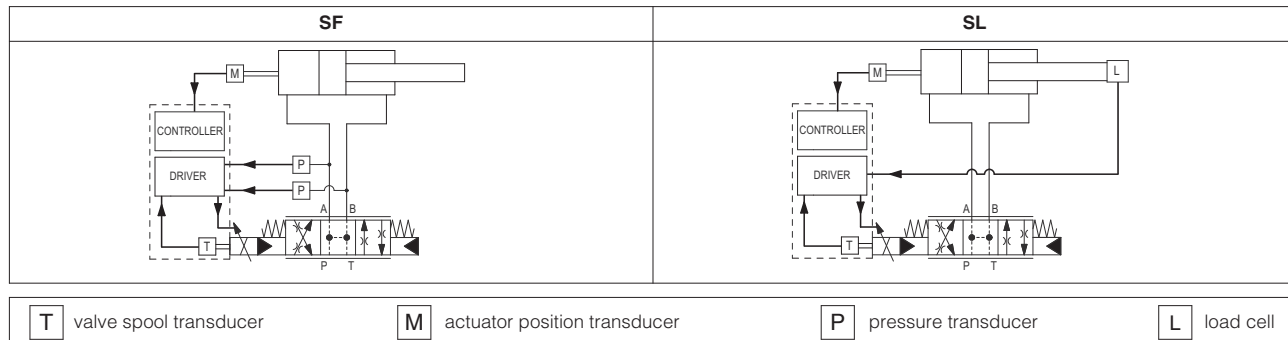 SF
SL
M
CONTROLLER
DRIVER
P
P
A B
T
P T
M
L
CONTROLLER
DRIVER
A B
T
P T
T valve spool transducer
M actuator position transducer
P pressure transducer
L load cell